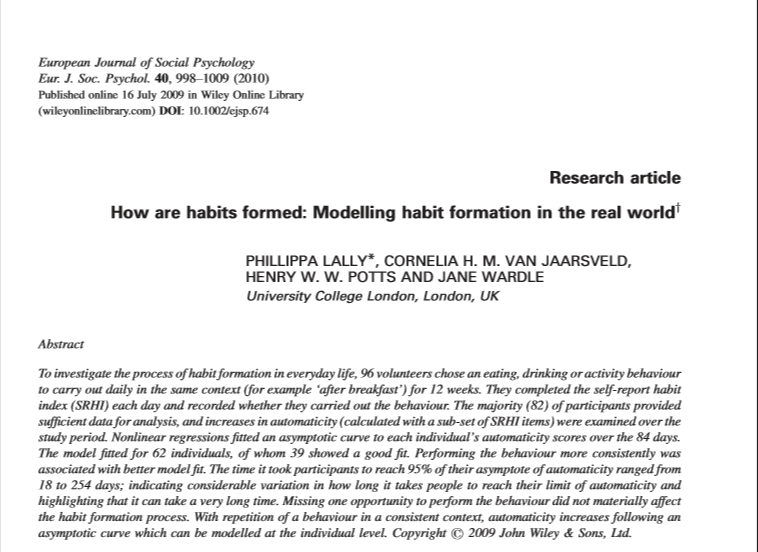 European Journal of Social Psychology
Eur. J. Soc. Psychol. 40, 998–1009 (2010)
Published online 16 July 2009 in Wiley Online Library
(wileyonlinelibrary.com) DOI: 10.1002/ejsp.674
Research article
How are habits formed: Modelling habit formation in the real world†
PHILLIPPA LALLY*, CORNELIA H. M. VAN JAARSVELD,
HENRY W. W. POTTS AND JANE WARDLE
University College London, London, UK
Abstract
To investigate the process of habit formation in everyday life, 96 volunteers chose an eating, drinking or activity behaviour
to carry out daily in the same context (for example ‘after breakfast’) for 12 weeks. They completed the self-report habit
index (SRHI) each day and recorded whether they carried out the behaviour. The majority (82) of participants provided
sufficient data for analysis, and increases in automaticity (calculated with a sub-set of SRHI items) were examined over the
study period. Nonlinear regressions fitted an asymptotic curve to each individual’s automaticity scores over the 84 days.
The model fitted for 62 individuals, of whom 39 showed a good fit. Performing the behaviour more consistently was
associated with better model fit. The time it took participants to reach 95% of their asymptote of automaticity ranged from
18 to 254 days; indicating considerable variation in how long it takes people to reach their limit of automaticity and
highlighting that it can take a very long time. Missing one opportunity to perform the behaviour did not materially affect
the habit formation process. With repetition of a behaviour in a consistent context, automaticity increases following an
asymptotic curve which can be modelled at the individual level. Copyright © 2009 John Wiley & Sons, Ltd.